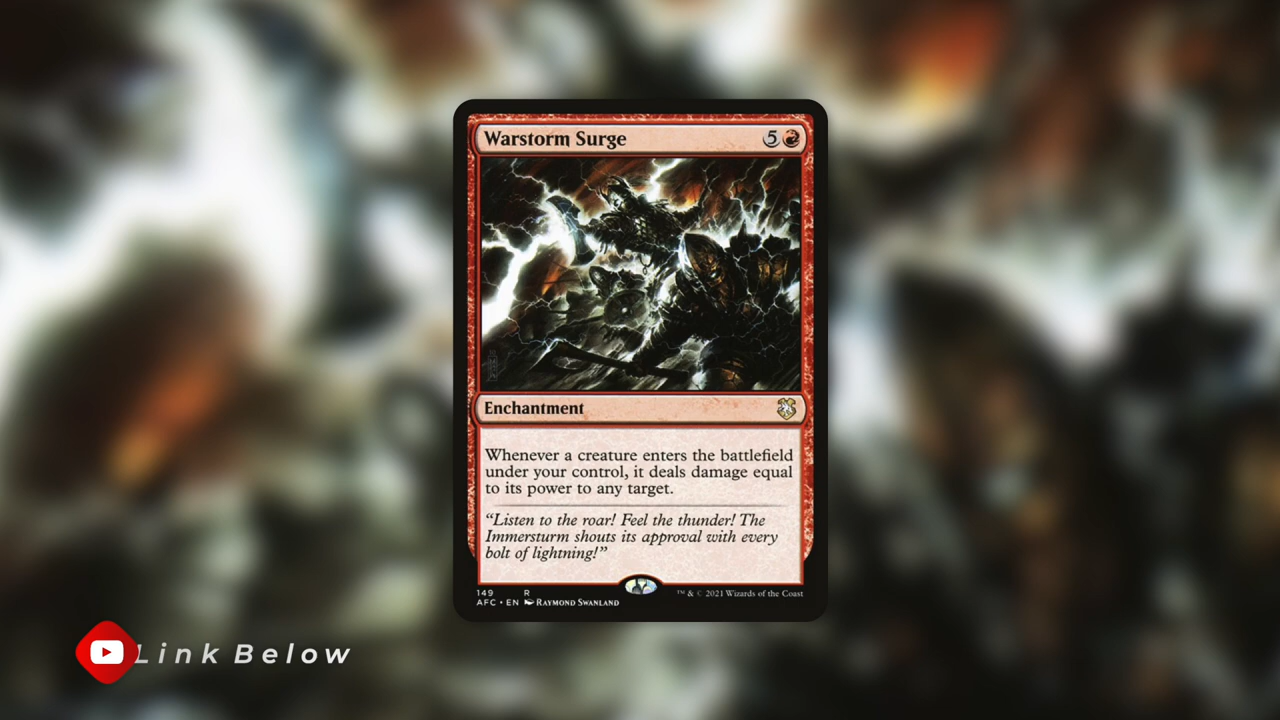 Warstorm Surge 5
Enchantment
Whenever a creature enters the battlefield
under your control, it deals damage equal
to its power to any target.
“Listen to the roar! Feel the thunder! The
Immersturm shouts its approval with every
bolt of lightning!”
149 R
AFC • EN Raymond Swanland
™ & © 2021 Wizards of the Coast
Link Below